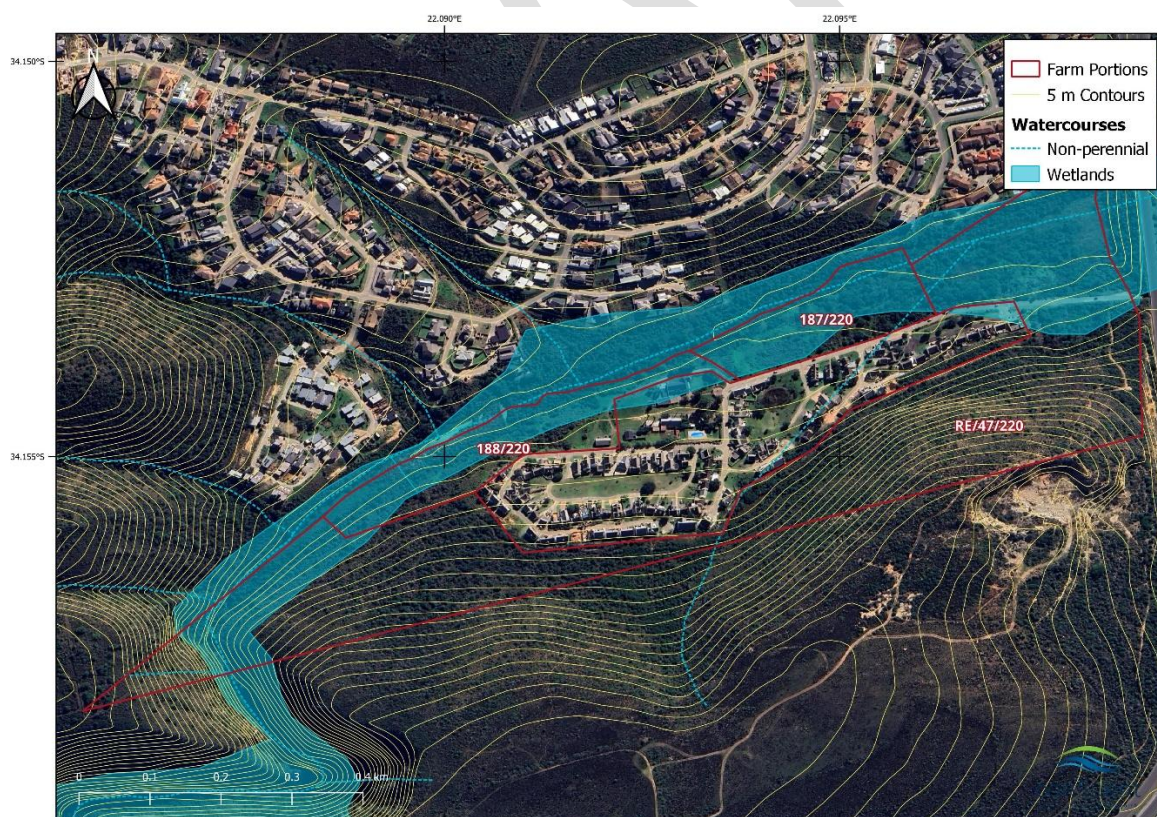 22.090°E
22.095°E
34.150°S
N
Farm Portions
5 m Contours
Watercourses
Non-perennial
Wetlands
187/220
RE/47/220
34.155°S
188/220
0 0.1 0.2 0.3 0.4 km